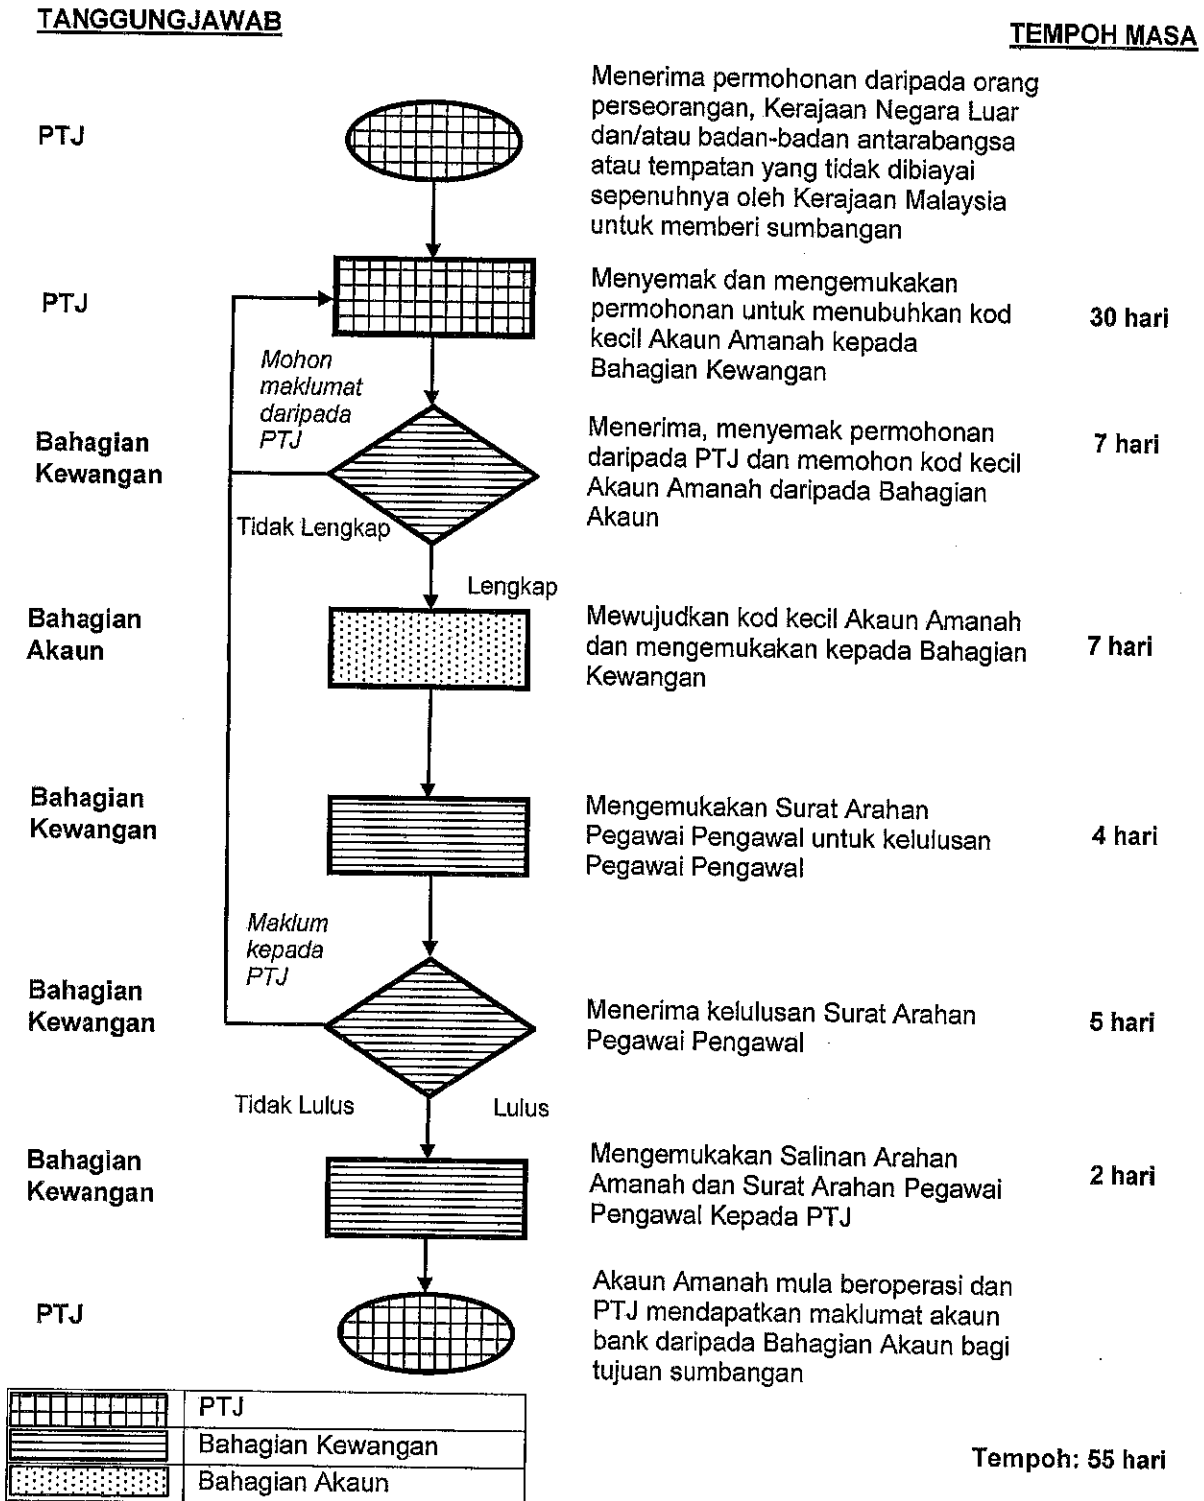 TANGGUNGJAWAB
TEMPOH MASA
PTJ
Menerima permohonan daripada orang
perseorangan, Kerajaan Negara Luar
dan/atau badan-badan antarabangsa
atau tempatan yang tidak dibiayai
sepenuhnya oleh Kerajaan Malaysia
untuk memberi sumbangan
PTJ
Menyemak dan mengemukakan
permohonan untuk menubuhkan kod
kecil Akaun Amanah kepada
Bahagian Kewangan
30 hari
Mohon
maklumat
daripada
PTJ
Bahagian
Kewangan
Menerima, menyemak permohonan
daripada PTJ dan memohon kod kecil
Akaun Amanah daripada Bahagian
Akaun
7 hari
Tidak Lengkap
Lengkap
Bahagian
Akaun
Mewujudkan kod kecil Akaun Amanah
dan mengemukakan kepada Bahagian
Kewangan
7 hari
Bahagian
Kewangan
Mengemukakan Surat Arahan
Pegawai Pengawal untuk kelulusan
Pegawai Pengawal
4 hari
Maklum
kepada
PTJ
Bahagian
Kewangan
Menerima kelulusan Surat Arahan
Pegawai Pengawal
5 hari
Tidak Lulus
Lulus
Bahagian
Kewangan
Mengemukakan Salinan Arahan
Amanah dan Surat Arahan Pegawai
Pengawal Kepada PTJ
2 hari
PTJ
Akaun Amanah mula beroperasi dan
PTJ mendapatkan maklumat akaun
bank daripada Bahagian Akaun bagi
tujuan sumbangan
PTJ
Bahagian Kewangan
Bahagian Akaun
Tempoh: 55 hari